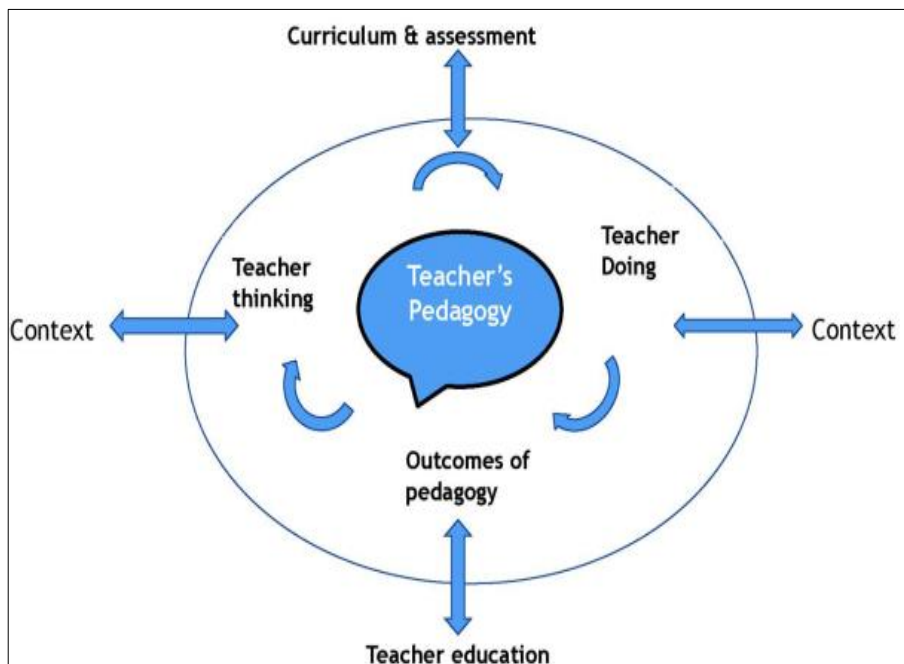 Curriculum & assessment
Teacher
Doing
Teacher's
Pedagogy
Teacher
thinking
Context
Context
Outcomes of
pedagogy
Teacher education